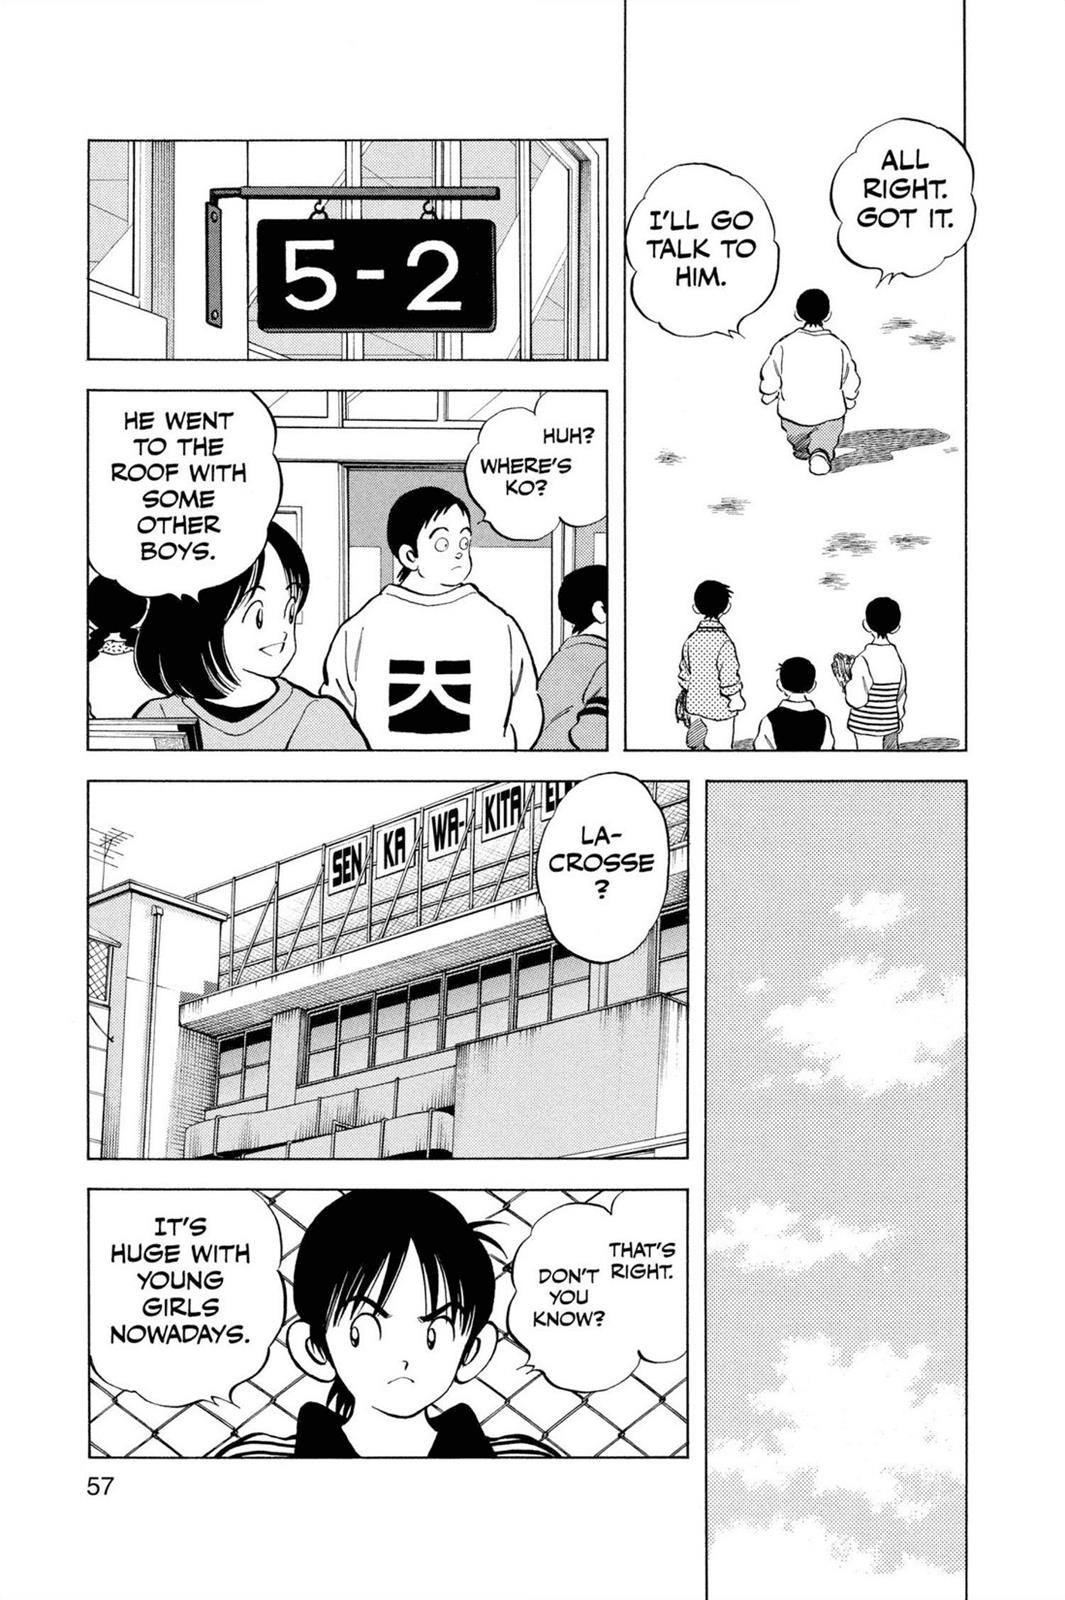 ALL
RIGHT.
GOT IT.
I'LL GO
TALK TO
HIM.
5-2
HUH?
WHERE'S
KO?
HE WENT
TO THE
ROOF WITH
SOME
OTHER
BOYS.
大
LA-
CROSSE
?
SEN KA WA- KITA
THAT'S
RIGHT.
DON'T
YOU
KNOW?
IT'S
HUGE WITH
YOUNG
GIRLS
NOWADAYS.
57